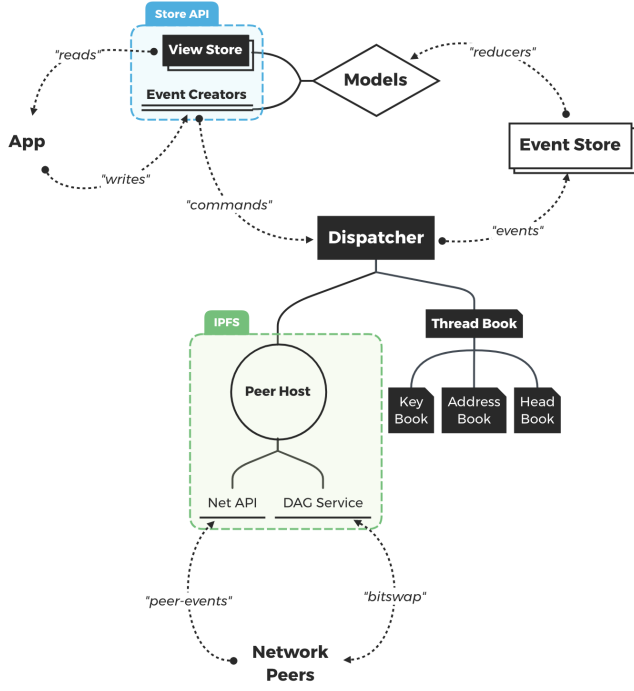 Store API
View Store
"reads"
"reducers"
Models
Event Creators
App
Event Store
"writes"
"commands"
Dispatcher
"events"
IPFS
Thread Book
Peer Host
Key
Book
Address
Book
Head
Book
Net API
DAG Service
"peer-events"
"bitswap"
Network
Peers